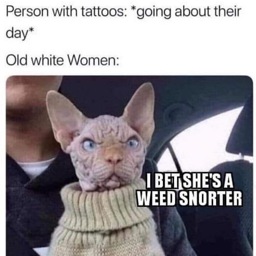 Person with tattoos: *going about their
day*
Old white Women:
I BET SHE'S A
WEED SNORTER